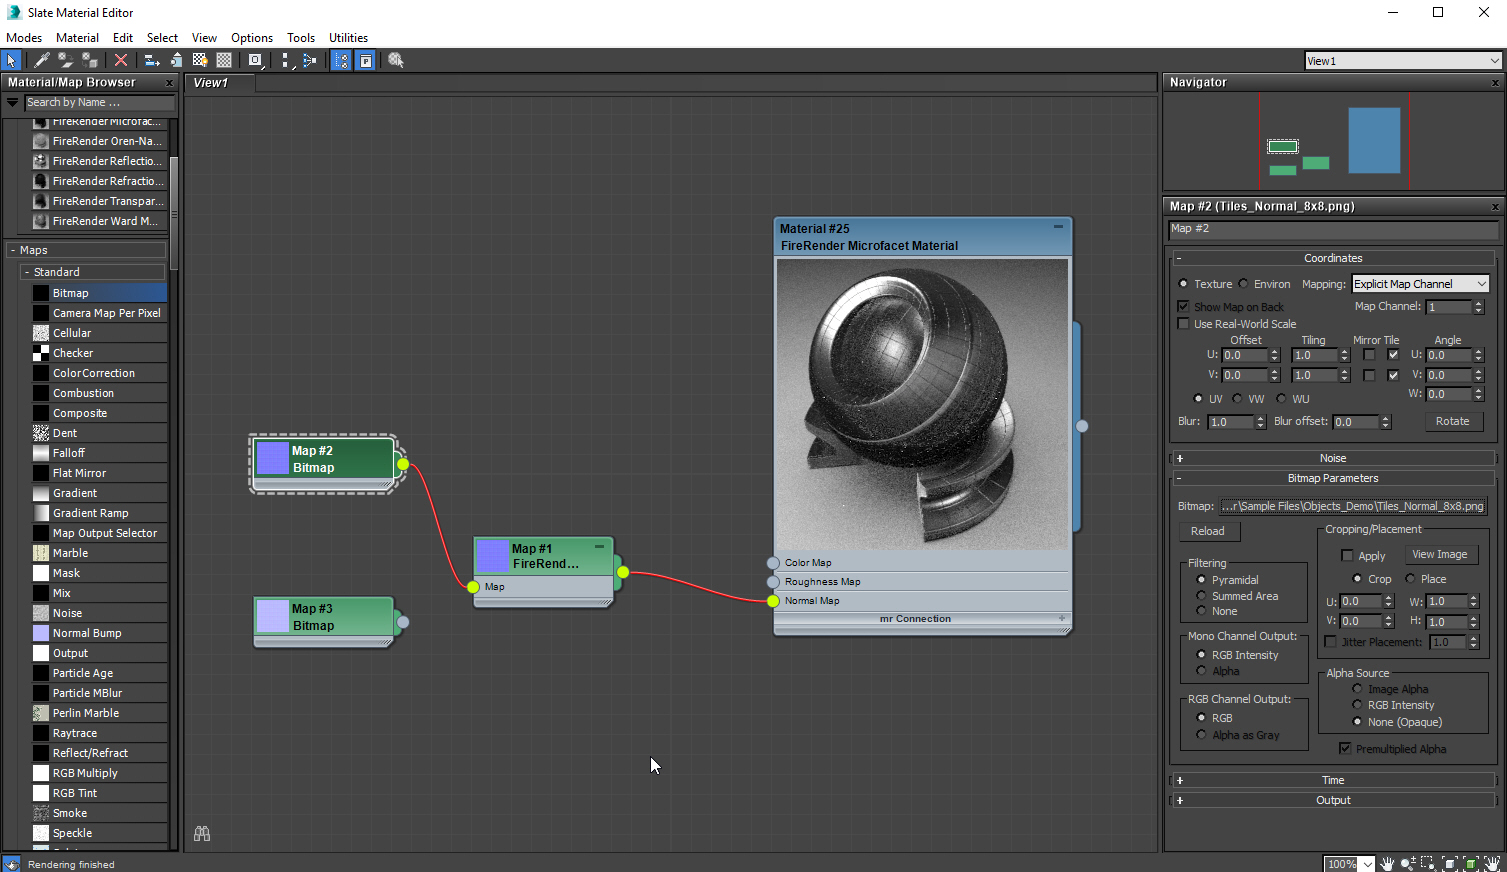 Slate Material Editor
Modes Material Edit Select View Options Tools Utilities
View1
Material/Map Browser x
Search by Name ...
FireRender Microfac...
FireRender Oren-Na...
FireRender Reflectio...
FireRender Refractio...
FireRender Transpar...
FireRender Ward M...
- Maps
- Standard
Bitmap
Camera Map Per Pixel
Cellular
Checker
ColorCorrection
Combustion
Composite
Dent
Falloff
Flat Mirror
Gradient
Gradient Ramp
Map Output Selector
Marble
Mask
Mix
Noise
Normal Bump
Output
Particle Age
Particle MBlur
Perlin Marble
Raytrace
Reflect/Refract
RGB Multiply
RGB Tint
Smoke
Speckle
Rendering finished
View1
Map #2
Bitmap
Map #3
Bitmap
Map #1
FireRend...
Map
Material #25
FireRender Microfacet Material
Color Map
Roughness Map
Normal Map
mr Connection +
Navigator x
Map #2 (Tiles_Normal_8x8.png) x
Map #2
- Coordinates
Texture Environ Mapping: Explicit Map Channel
Show Map on Back Map Channel: 1
Use Real-World Scale
Offset Tiling Mirror Tile Angle
U: 0.0 1.0 U: 0.0
V: 0.0 1.0 V: 0.0
W: 0.0
UV VW WU
Blur: 1.0 Blur offset: 0.0 Rotate
+ Noise
- Bitmap Parameters
Bitmap: ...r\Sample Files\Objects_Demo\Tiles_Normal_8x8.png
Reload
Filtering
Pyramidal
Summed Area
None
Mono Channel Output:
RGB Intensity
Alpha
RGB Channel Output:
RGB
Alpha as Gray
Cropping/Placement
Apply View Image
Crop Place
U: 0.0 W: 1.0
V: 0.0 H: 1.0
Jitter Placement: 1.0
Alpha Source
Image Alpha
RGB Intensity
None (Opaque)
Premultiplied Alpha
+ Time
+ Output
100%